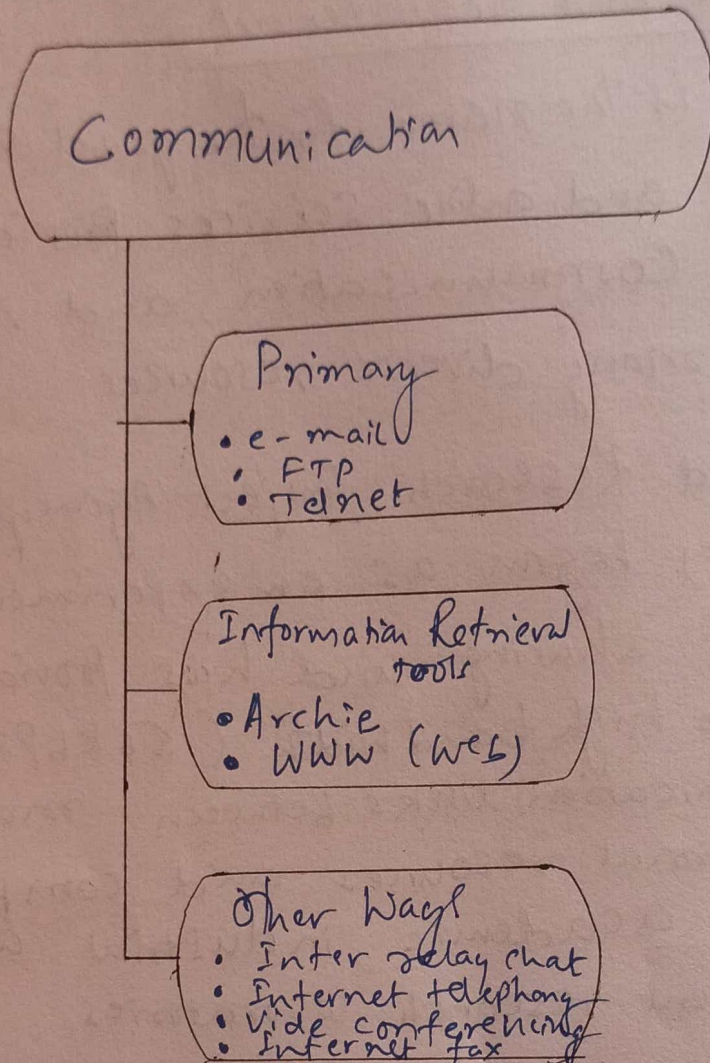 Communication
Primary
• e-mail
• FTP
• Telnet
Information Retrieval
tools
• Archie
• WWW (Web)
Other Ways
• Inter relay chat
• Internet telephony
• Vide conferencing
• Internet fax